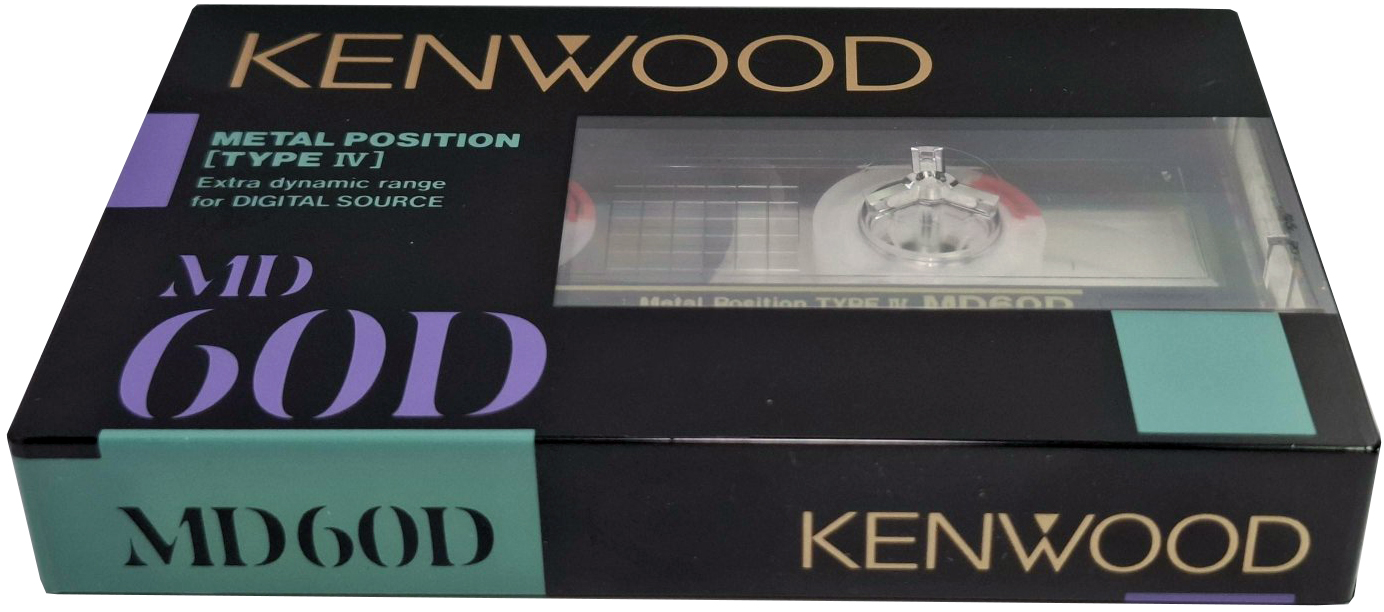 KENWOOD
METAL POSITION
[TYPE IV]
Extra dynamic range
for DIGITAL SOURCE
MD
60D
Metal Position TYPE IV MD60D
MD60D
KENWOOD